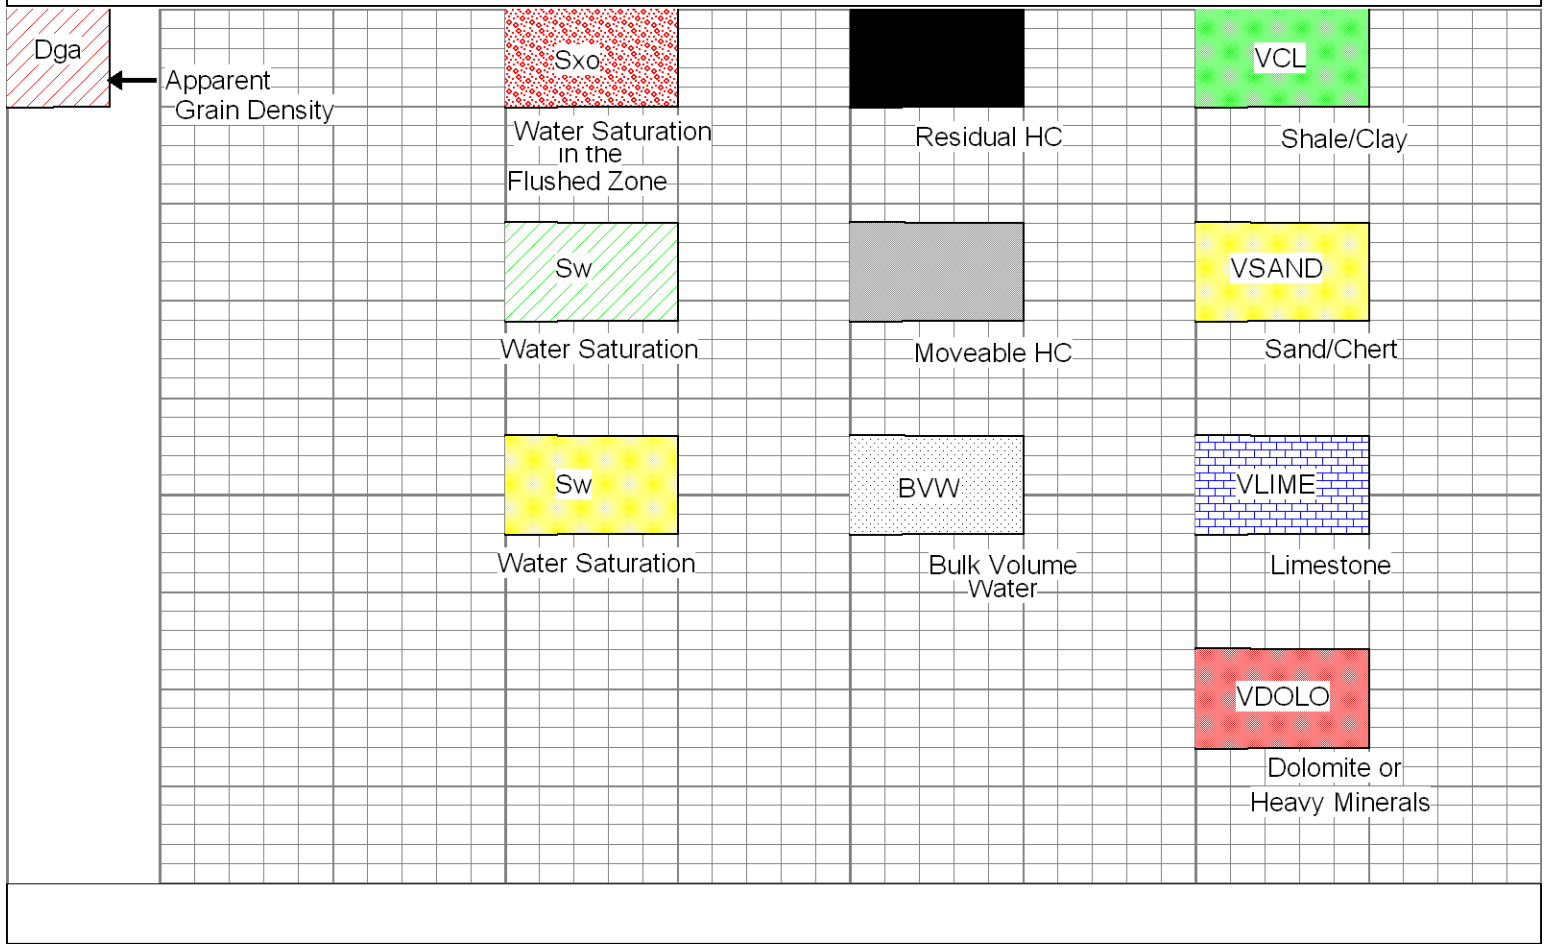 Dga
Apparent
Grain Density
Sxo
Water Saturation
in the
Flushed Zone
Residual HC
VCL
Shale/Clay
Sw
Water Saturation
Moveable HC
VSAND
Sand/Chert
Sw
Water Saturation
BVW
Bulk Volume
Water
VLIME
Limestone
VDOLO
Dolomite or
Heavy Minerals